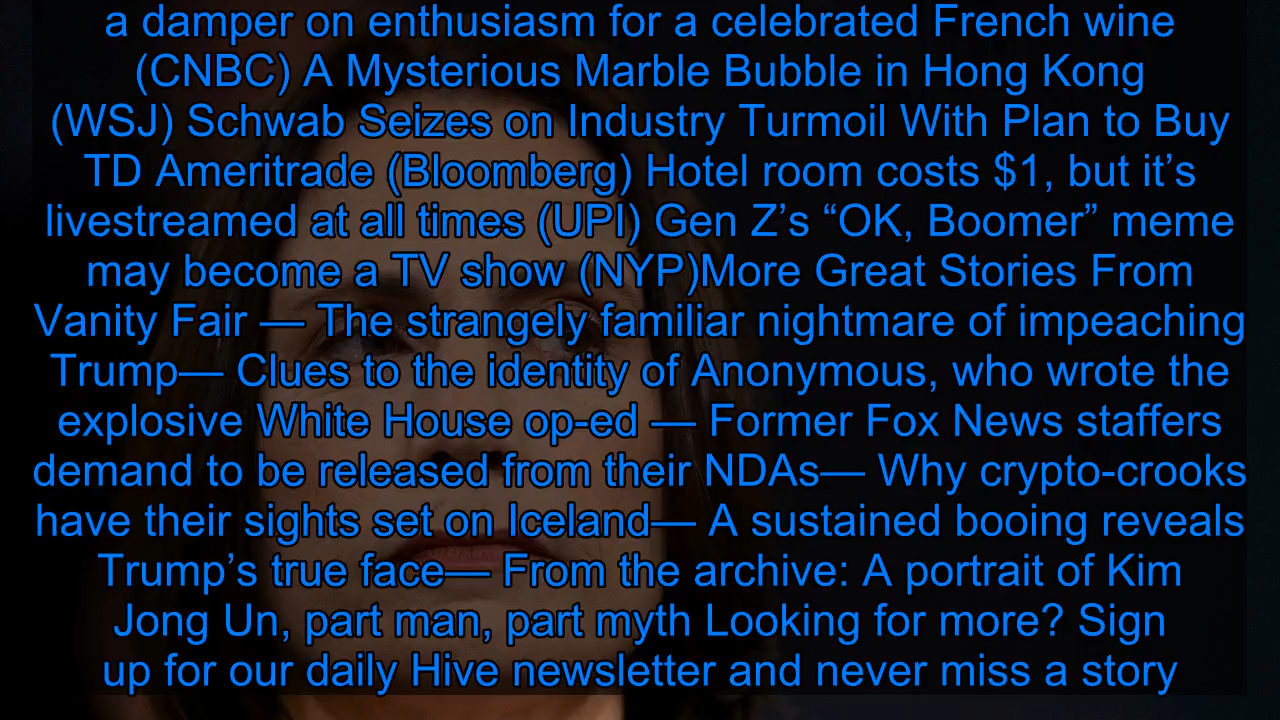 a damper on enthusiasm for a celebrated French wine
(CNBC) A Mysterious Marble Bubble in Hong Kong
(WSJ) Schwab Seizes on Industry Turmoil With Plan to Buy
TD Ameritrade (Bloomberg) Hotel room costs $1, but it’s
livestreamed at all times (UPI) Gen Z’s “OK, Boomer” meme
may become a TV show (NYP)More Great Stories From
Vanity Fair — The strangely familiar nightmare of impeaching
Trump— Clues to the identity of Anonymous, who wrote the
explosive White House op-ed — Former Fox News staffers
demand to be released from their NDAs— Why crypto-crooks
have their sights set on Iceland— A sustained booing reveals
Trump’s true face— From the archive: A portrait of Kim
Jong Un, part man, part myth Looking for more? Sign
up for our daily Hive newsletter and never miss a story